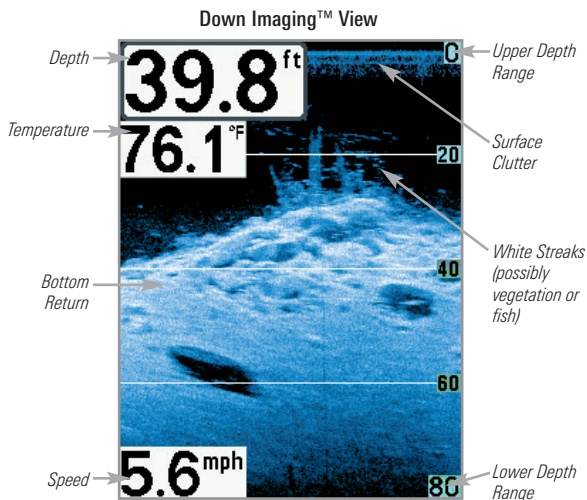 Down Imaging™ View
Depth
39.8 ft
Upper Depth
Range
0
Temperature
76.1 °F
20
Surface
Clutter
White Streaks
(possibly
vegetation or
fish)
40
Bottom
Return
60
Speed
5.6 mph
80
Lower Depth
Range